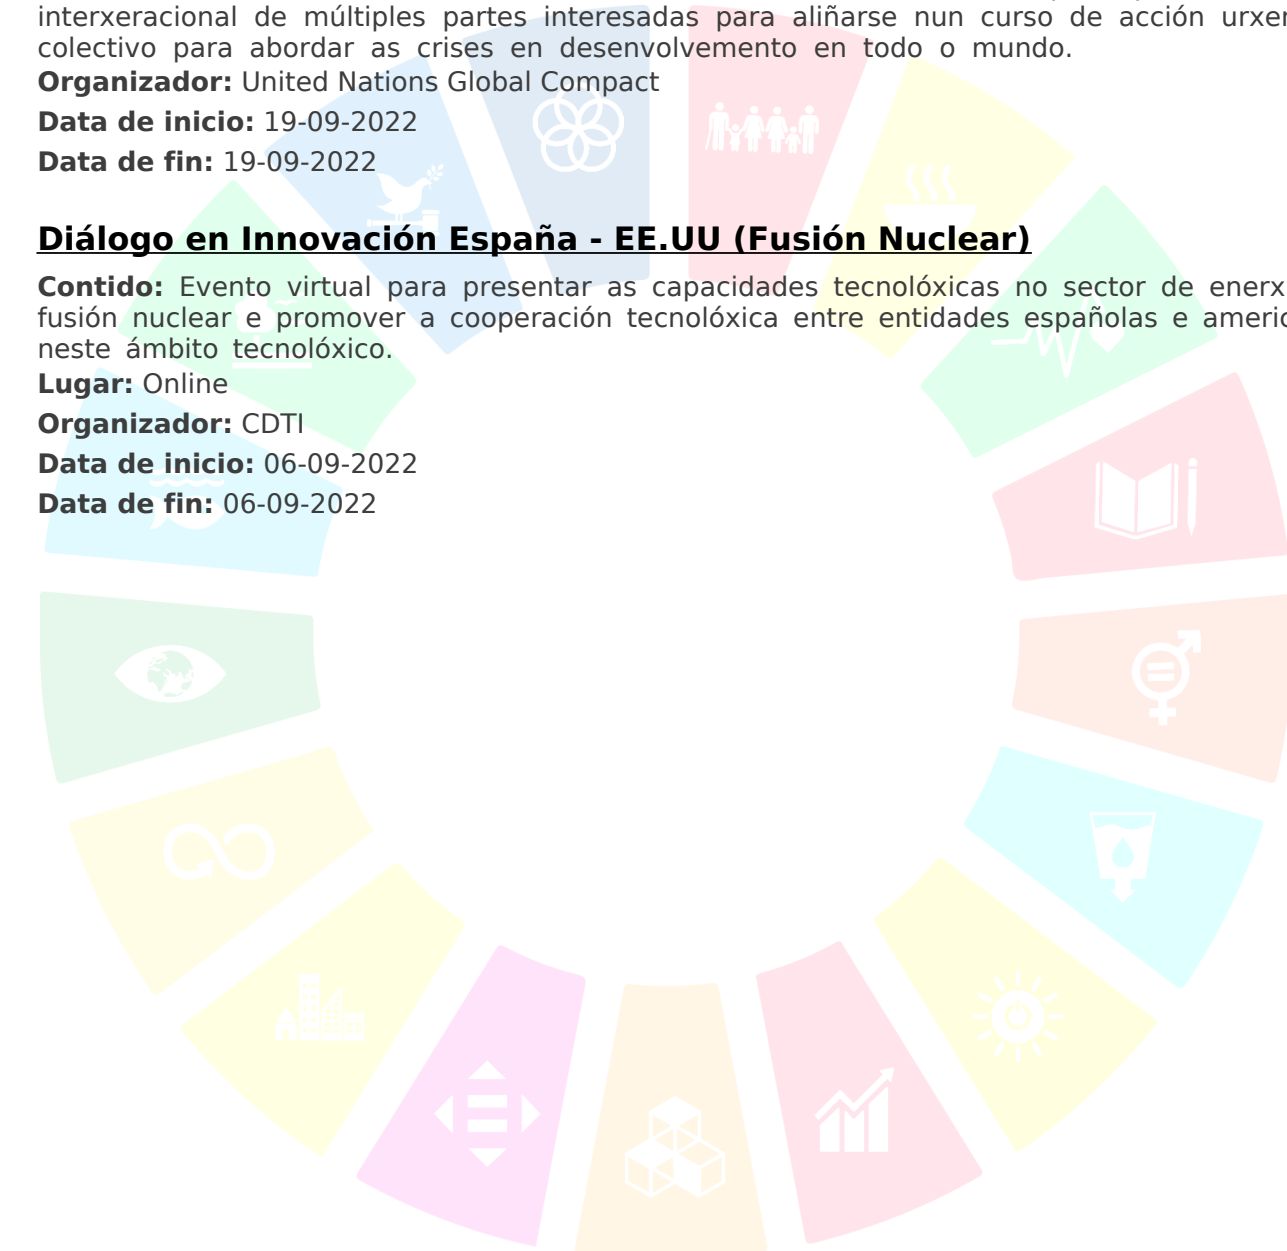 interxeracional de múltiples partes interesadas para aliñarse nun curso de acción
colectivo para abordar as crises en desenvolvemento en todo o mundo.
Organizador: United Nations Global Compact
Data de inicio: 19-09-2022
Data de fin: 19-09-2022
Diálogo en Innovación España - EE.UU (Fusión Nuclear)
Contido: Evento virtual para presentar as capacidades tecnolóxicas no sector de
fusión nuclear e promover a cooperación tecnolóxica entre entidades españolas e
neste ámbito tecnolóxico.
Lugar: Online
Organizador: CDTI
Data de inicio: 06-09-2022
Data de fin: 06-09-2022